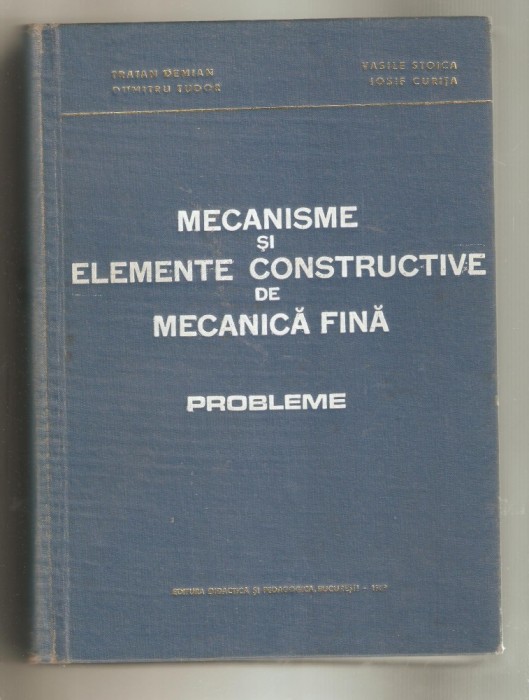 TRAIAN DEMIAN
DUMITRU TUDOR
VASILE STOICA
IOSIF CURIȚA
MECANISME
ȘI
ELEMENTE CONSTRUCTIVE
DE
MECANICĂ FINĂ
PROBLEME
EDITURA DIDACTICĂ ȘI PEDAGOGICĂ, BUCUREȘTI –